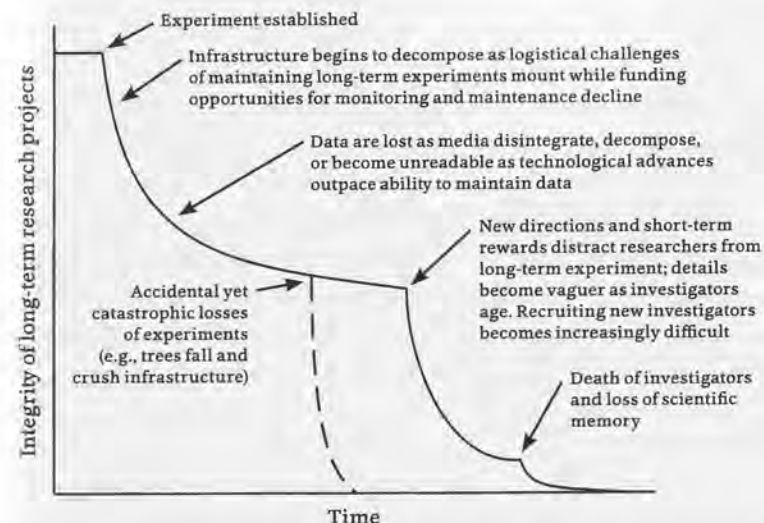 Experiment established
Infrastructure begins to decompose as logistical challenges
of maintaining long-term experiments mount while funding
opportunities for monitoring and maintenance decline
Data are lost as media disintegrate, decompose,
or become unreadable as technological advances
outpace ability to maintain data
New directions and short-term
rewards distract researchers from
long-term experiment; details
become vaguer as investigators
age. Recruiting new investigators
becomes increasingly difficult
Accidental yet
catastrophic losses
of experiments
(e.g., trees fall and
crush infrastructure)
Death of investigators
and loss of scientific
memory
Integrity of long-term research projects
Time